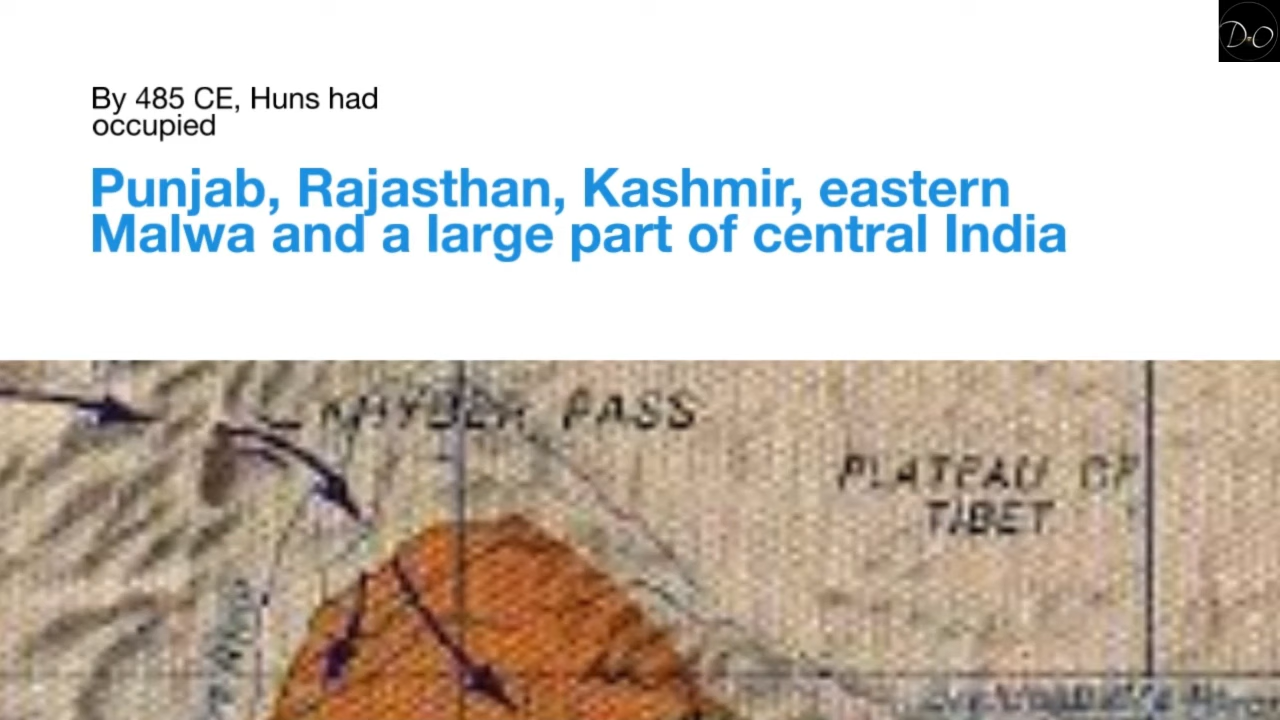 D&O
By 485 CE, Huns had
occupied
Punjab, Rajasthan, Kashmir, eastern
Malwa and a large part of central India
KHYBER PASS
PLATEAU OF
TIBET